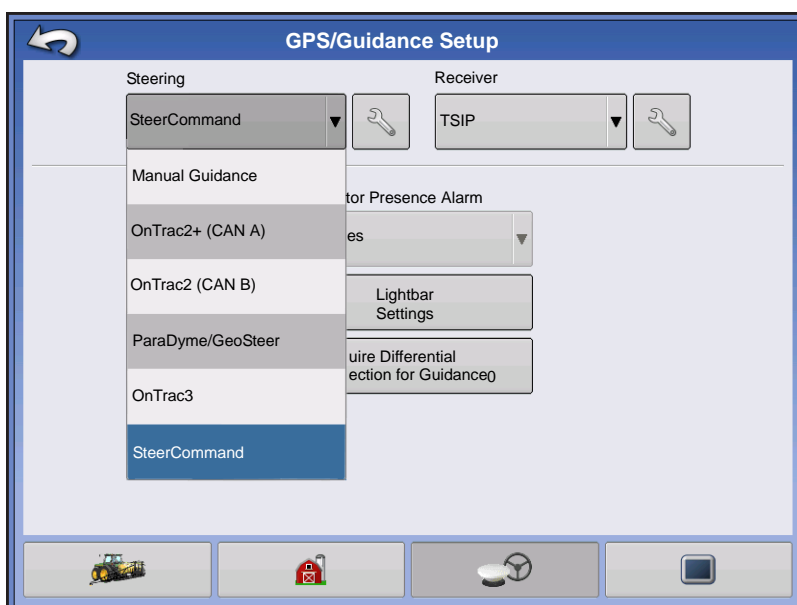 GPS/Guidance Setup
Steering
Receiver
SteerCommand
TSIP
Manual Guidance
OnTrac2+ (CAN A)
OnTrac2 (CAN B)
ParaDyme/GeoSteer
OnTrac3
SteerCommand
tor Presence Alarm
es
Lightbar
Settings
uire Differential
ection for Guidance0